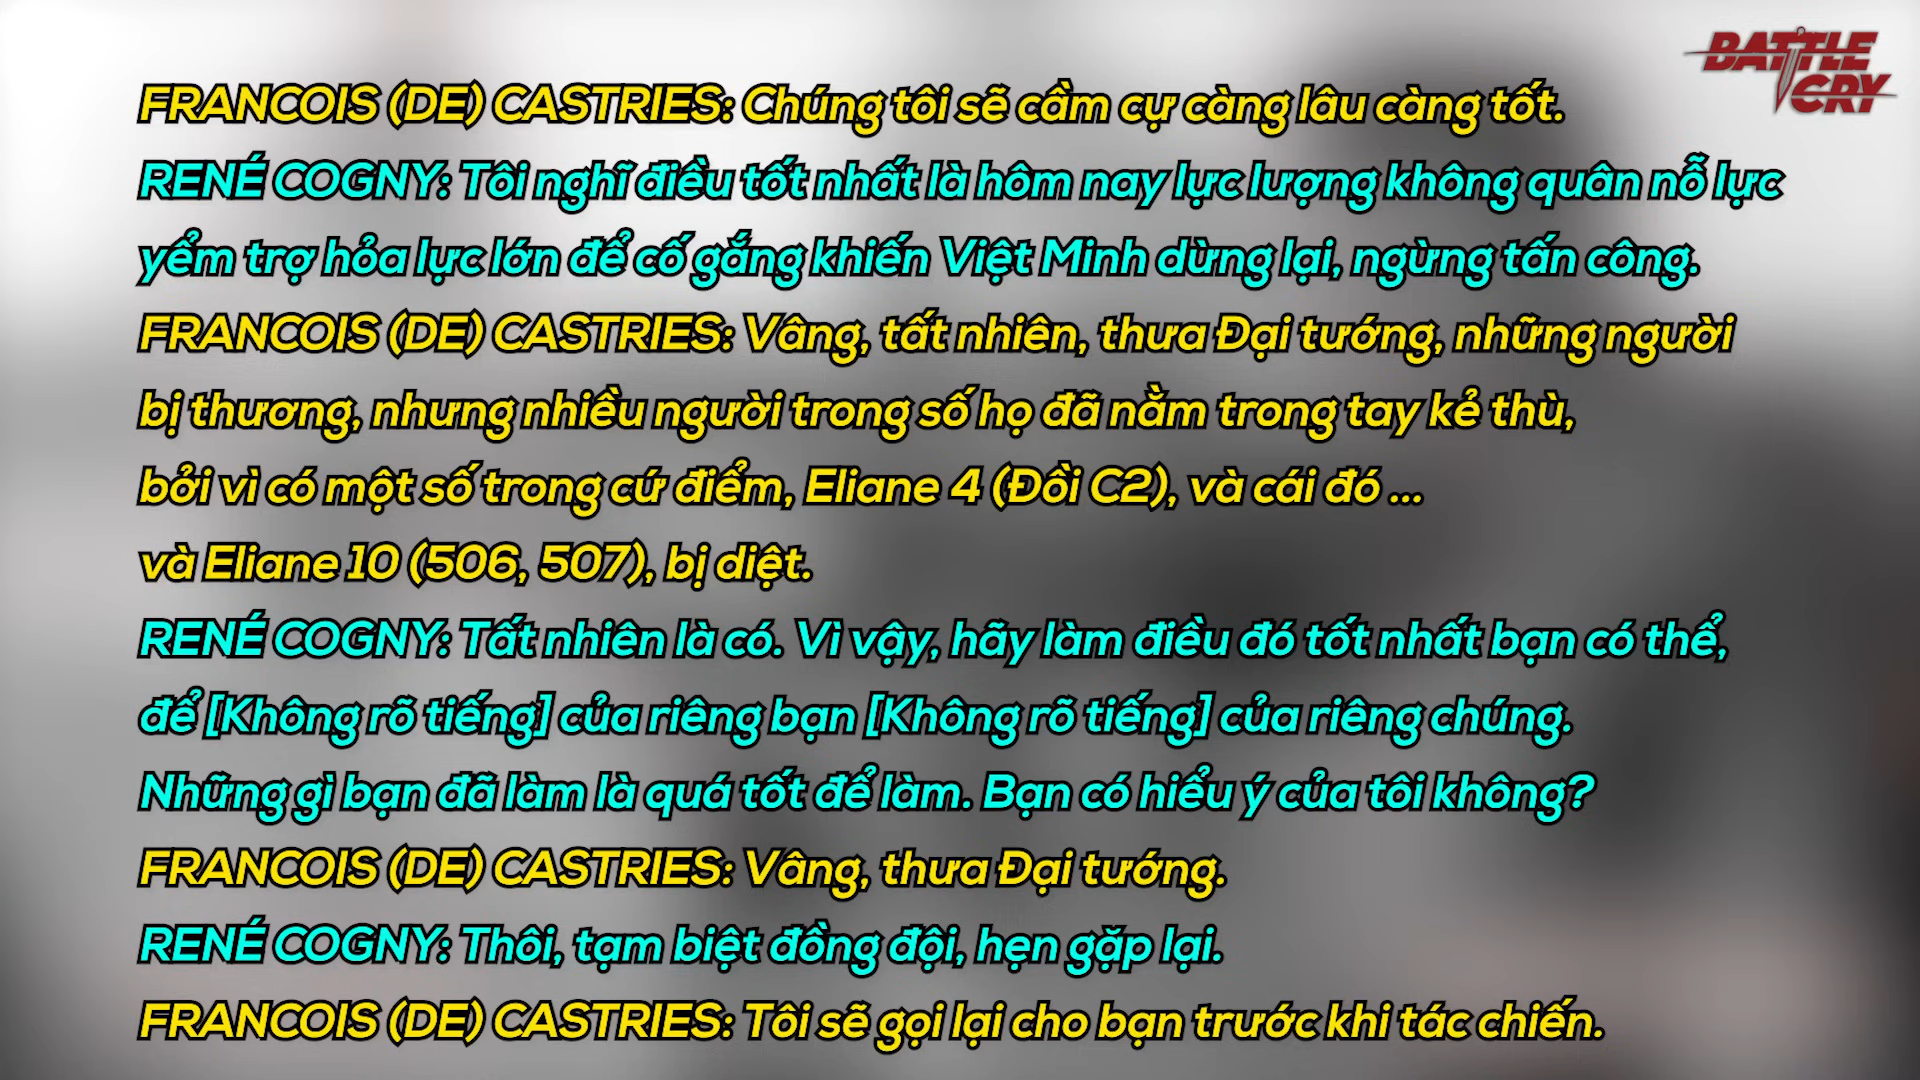 BATTLE CRY
FRANCOIS (DE) CASTRIES: Chúng tôi sẽ cầm cự càng lâu càng tốt.
RENÉ COGNY: Tôi nghĩ điều tốt nhất là hôm nay lực lượng không quân nỗ lực
yểm trợ hỏa lực lớn để cố gắng khiến Việt Minh dừng lại, ngừng tấn công.
FRANCOIS (DE) CASTRIES: Vâng, tất nhiên, thưa Đại tướng, những người
bị thương, nhưng nhiều người trong số họ đã nằm trong tay kẻ thù,
bởi vì có một số trong cứ điểm, Eliane 4 (Đồi C2), và cái đó ...
và Eliane 10 (506, 507), bị diệt.
RENÉ COGNY: Tất nhiên là có. Vì vậy, hãy làm điều đó tốt nhất bạn có thể,
để [Không rõ tiếng] của riêng bạn [Không rõ tiếng] của riêng chúng.
Những gì bạn đã làm là quá tốt để làm. Bạn có hiểu ý của tôi không?
FRANCOIS (DE) CASTRIES: Vâng, thưa Đại tướng.
RENÉ COGNY: Thôi, tạm biệt đồng đội, hẹn gặp lại.
FRANCOIS (DE) CASTRIES: Tôi sẽ gọi lại cho bạn trước khi tác chiến.